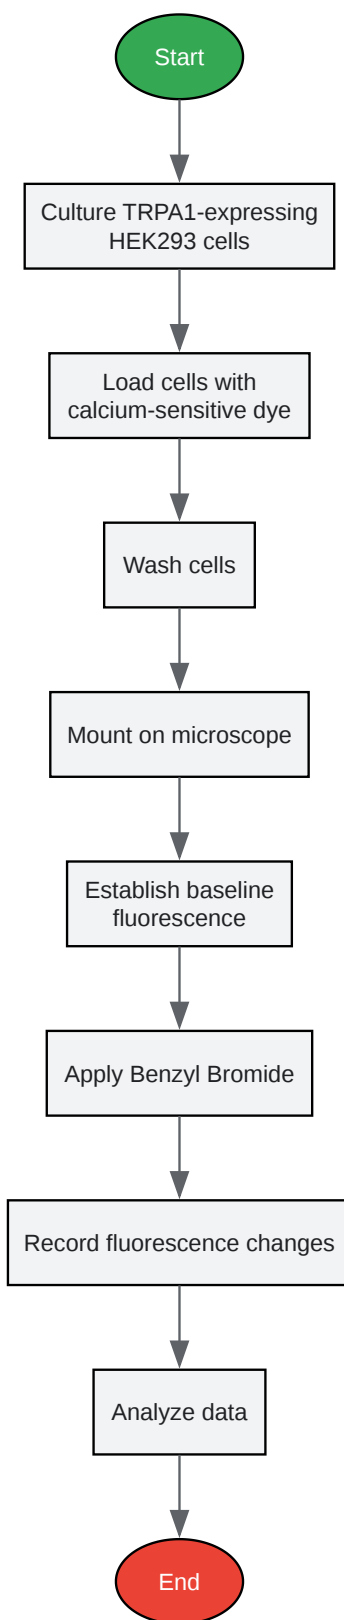 Start
Culture TRPA1-expressing
HEK293 cells
Load cells with
calcium-sensitive dye
Wash cells
Mount on microscope
Establish baseline
fluorescence
Apply Benzyl Bromide
Record fluorescence changes
Analyze data
End